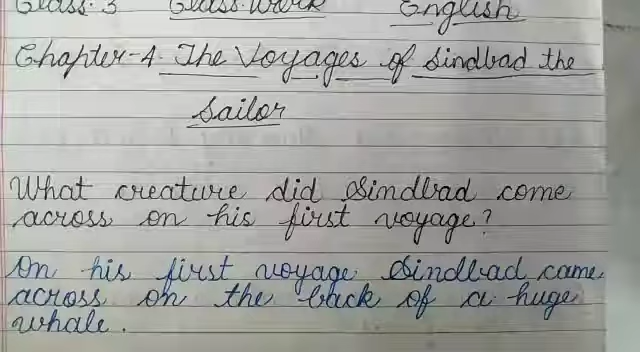 Class-3 Class Work English
Chapter-4. The Voyages of Sindbad the
Sailor
What creature did Sindbad come
across on his first voyage?
On his first voyage Sindbad came
across on the back of a huge
whale.